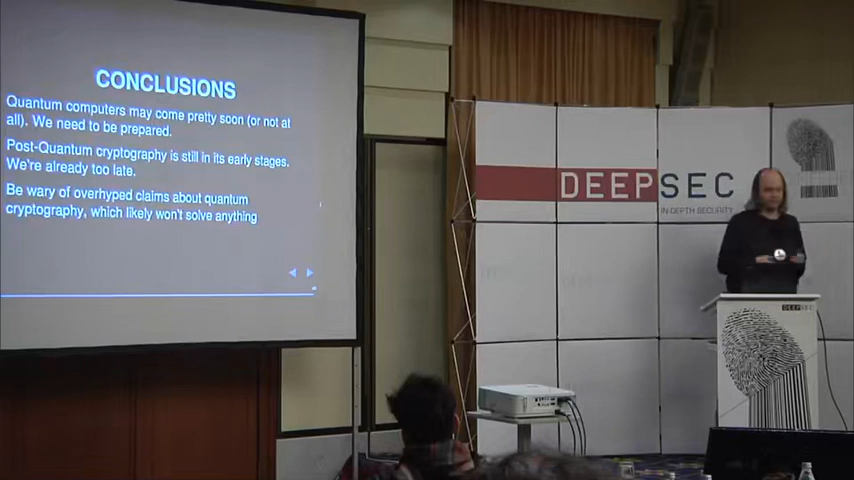 CONCLUSIONS
Quantum computers may come pretty soon (or not at
all). We need to be prepared.
Post-Quantum cryptography is still in its early stages.
We're already too late.
Be wary of overhyped claims about quantum
cryptography, which likely won't solve anything
DEEPSEC
IN-DEPTH SECURITY
DEEPSEC